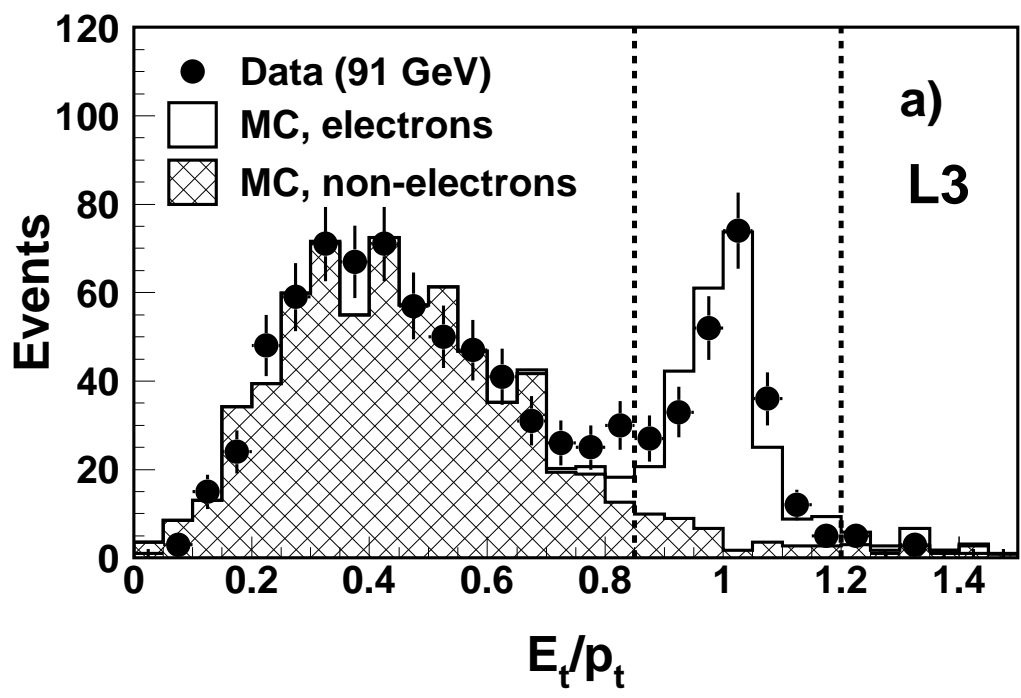 120
100
80
60
40
20
0
Events
Data (91 GeV)
MC, electrons
MC, non-electrons
a)
L3
0 0.2 0.4 0.6 0.8 1 1.2 1.4
Eₜ/pₜ